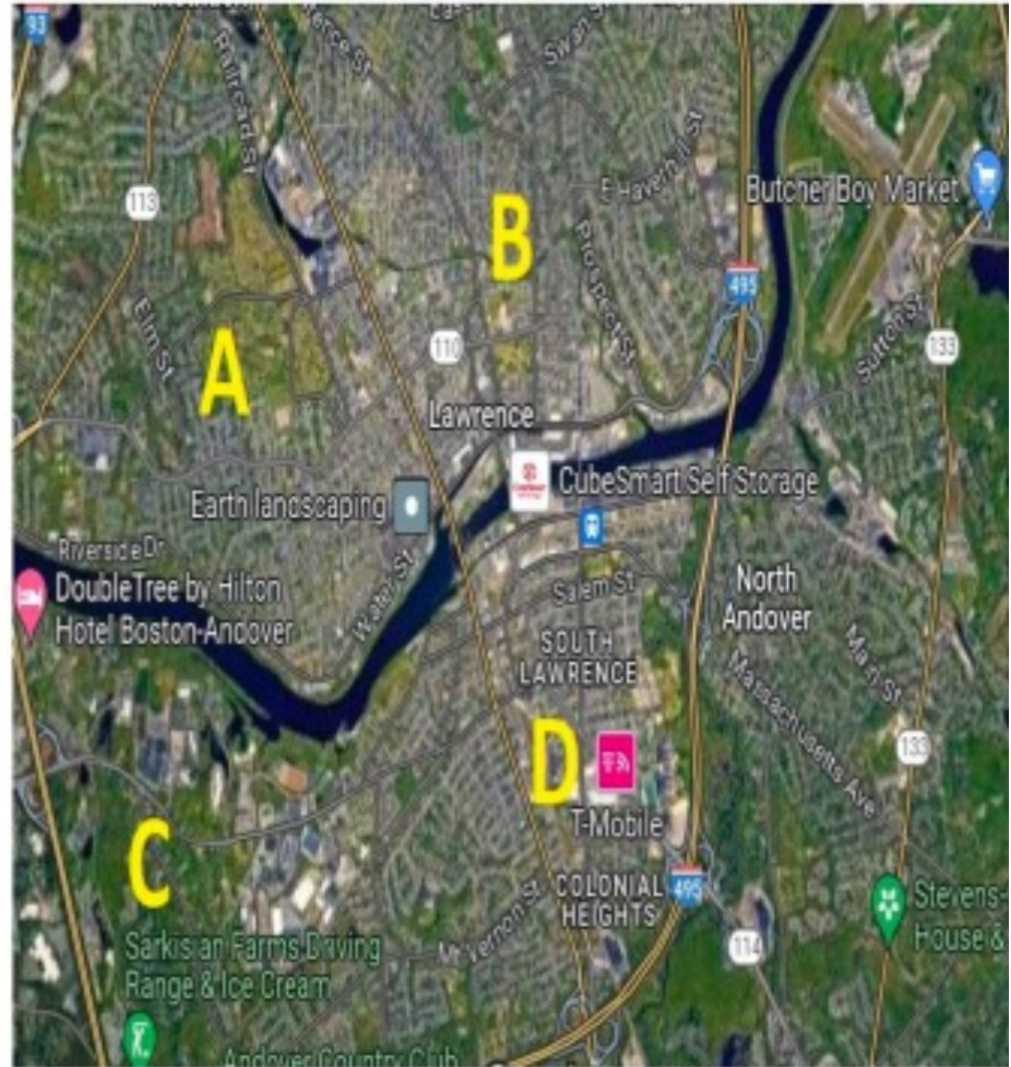 93
Railroad St
Swan St
113
E Haverhill St
Butcher Boy Market
B
Prospect St
495
Elm St
A
110
Sutton St
133
Lawrence
CubeSmart Self Storage
Earth landscaping
Riverside Dr
DoubleTree by Hilton
Hotel Boston-Andover
Water St
Salem St
North
Andover
SOUTH
LAWRENCE
Main St
Massachusetts Ave
D
133
T-Mobile
C
COLONIAL
HEIGHTS
495
Stevens-
House &
Mt Vernon St
114
Sarkisian Farms Driving
Range & Ice Cream
Andover Country Club